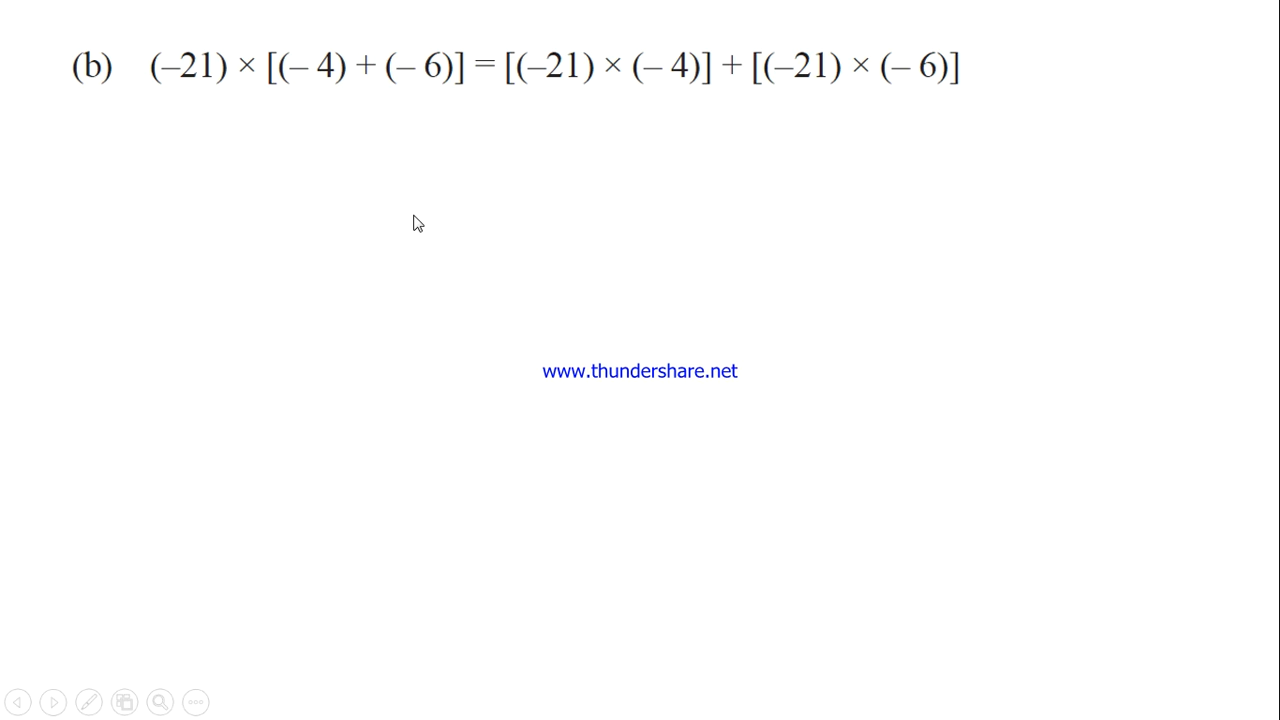 (b) (–21) × [(– 4) + (– 6)] = [(–21) × (– 4)] + [(–21) × (– 6)]
www.thundershare.net